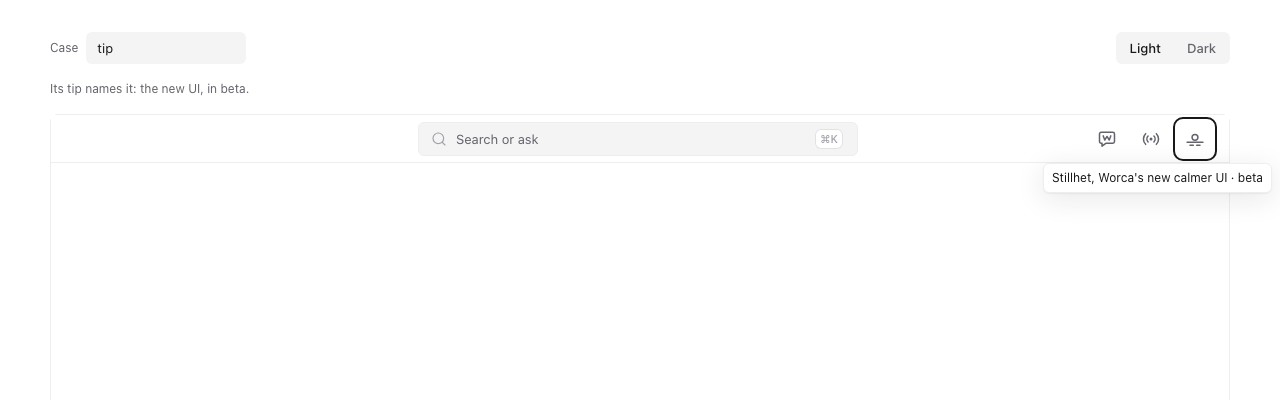 Case
tip
Light
Dark
Its tip names it: the new UI, in beta.
Search or ask
⌘K
Stillhet, Worca's new calmer UI · beta